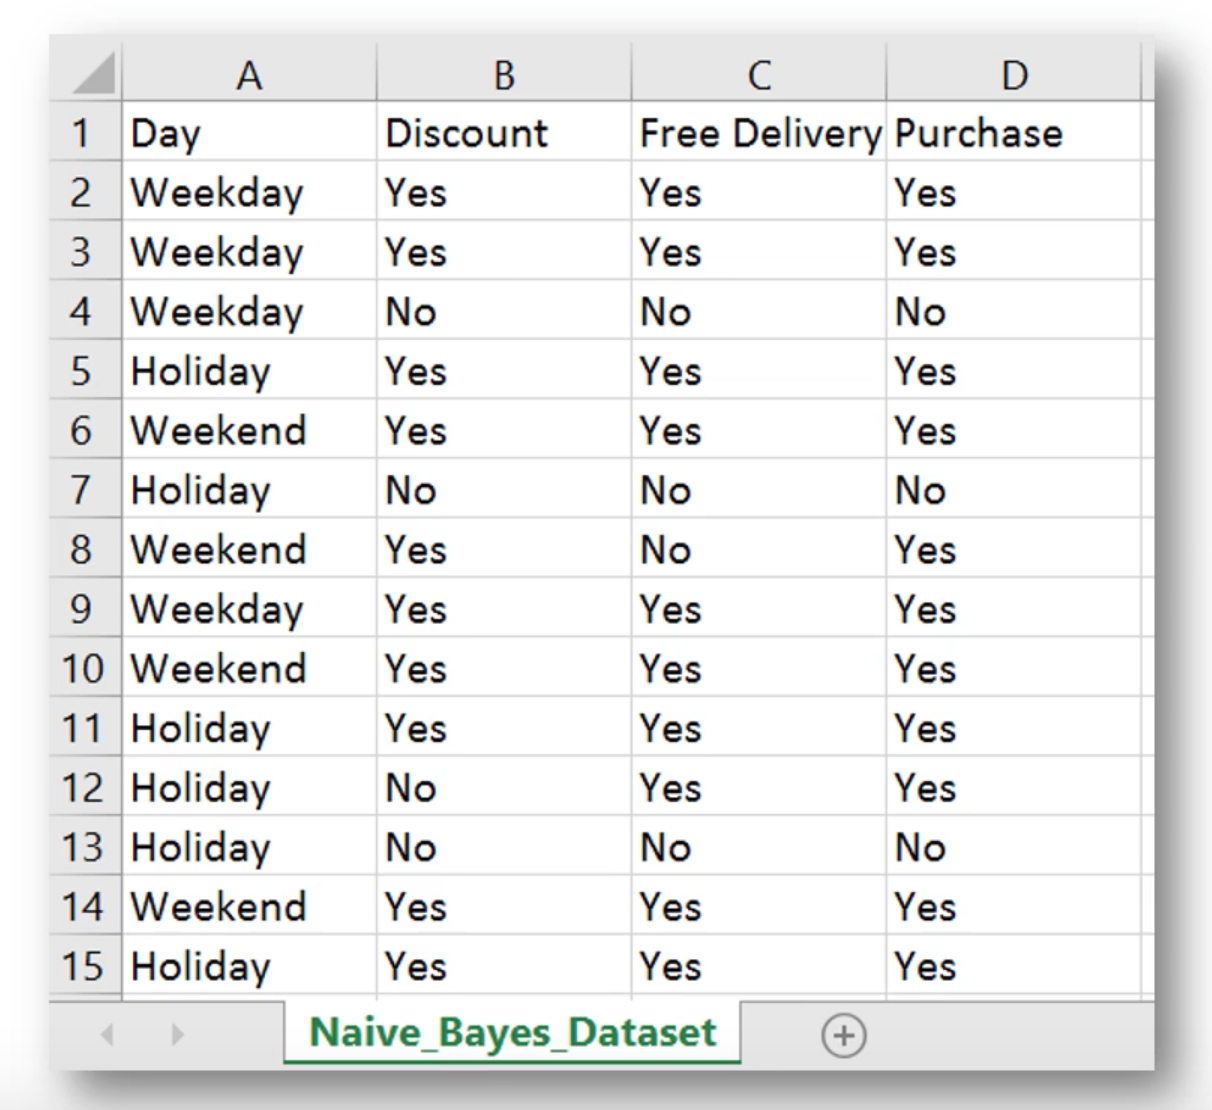 A B C D
1 Day Discount Free Delivery Purchase
2 Weekday Yes Yes Yes
3 Weekday Yes Yes Yes
4 Weekday No No No
5 Holiday Yes Yes Yes
6 Weekend Yes Yes Yes
7 Holiday No No No
8 Weekend Yes No Yes
9 Weekday Yes Yes Yes
10 Weekend Yes Yes Yes
11 Holiday Yes Yes Yes
12 Holiday No Yes Yes
13 Holiday No No No
14 Weekend Yes Yes Yes
15 Holiday Yes Yes Yes
Naive_Bayes_Dataset